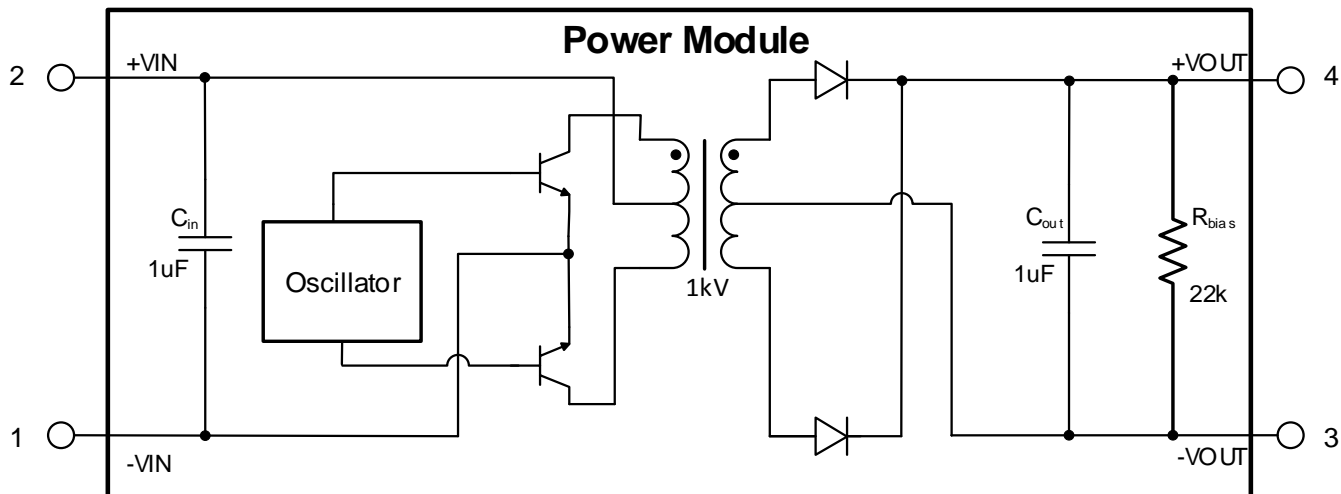 Power Module
2
+VIN
+VOUT
4
Cin
1uF
Oscillator
1kV
Cout
1uF
Rbias
22k
1
-VIN
-VOUT
3